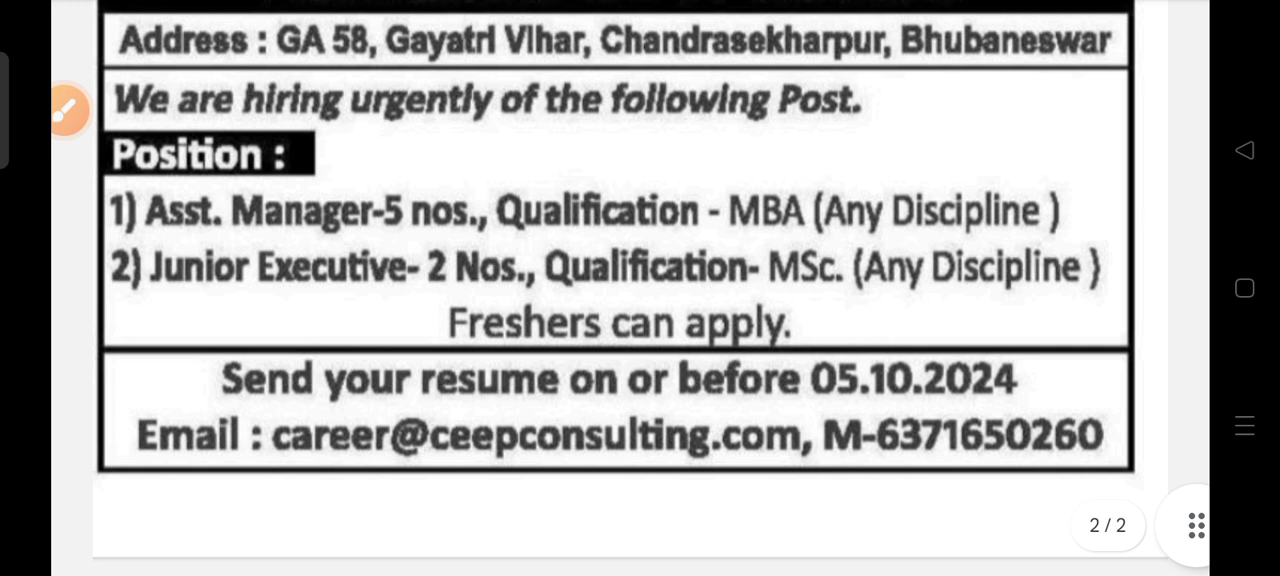 Address : GA 58, Gayatri Vihar, Chandrasekharpur, Bhubaneswar
We are hiring urgently of the following Post.
Position :
1) Asst. Manager-5 nos., Qualification - MBA (Any Discipline )
2) Junior Executive- 2 Nos., Qualification- MSc. (Any Discipline )
Freshers can apply.
Send your resume on or before 05.10.2024
Email : career@ceepconsulting.com, M-6371650260
2 / 2